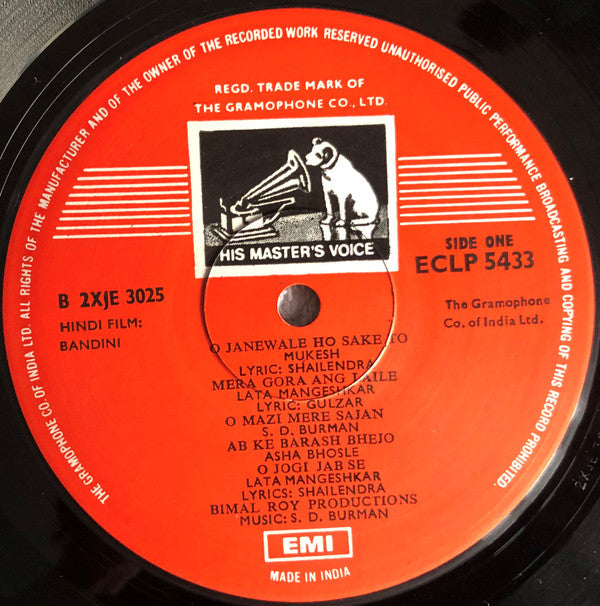 THE GRAMOPHONE CO. OF INDIA LTD. ALL RIGHTS OF THE MANUFACTURER AND OF THE OWNER OF THE RECORDED WORK RESERVED UNAUTHORISED PUBLIC PERFORMANCE BROADCASTING AND COPYING OF THIS RECORD PROHIBITED.
REGD. TRADE MARK OF
THE GRAMOPHONE CO., LTD.
HIS MASTER'S VOICE
SIDE ONE
ECLP 5433
B 2XJE 3025
HINDI FILM:
BANDINI
The Gramophone
Co. of India Ltd.
O JANEWALE HO SAKE TO
MUKESH
LYRIC: SHAILENDRA
MERA GORA ANG LAILE
LATA MANGESHKAR
LYRIC: GULZAR
O MAZI MERE SAJAN
S. D. BURMAN
AB KE BARASH BHEJO
ASHA BHOSLE
O JOGI JAB SE
LATA MANGESHKAR
LYRICS: SHAILENDRA
BIMAL ROY PRODUCTIONS
MUSIC: S. D. BURMAN
EMI
MADE IN INDIA